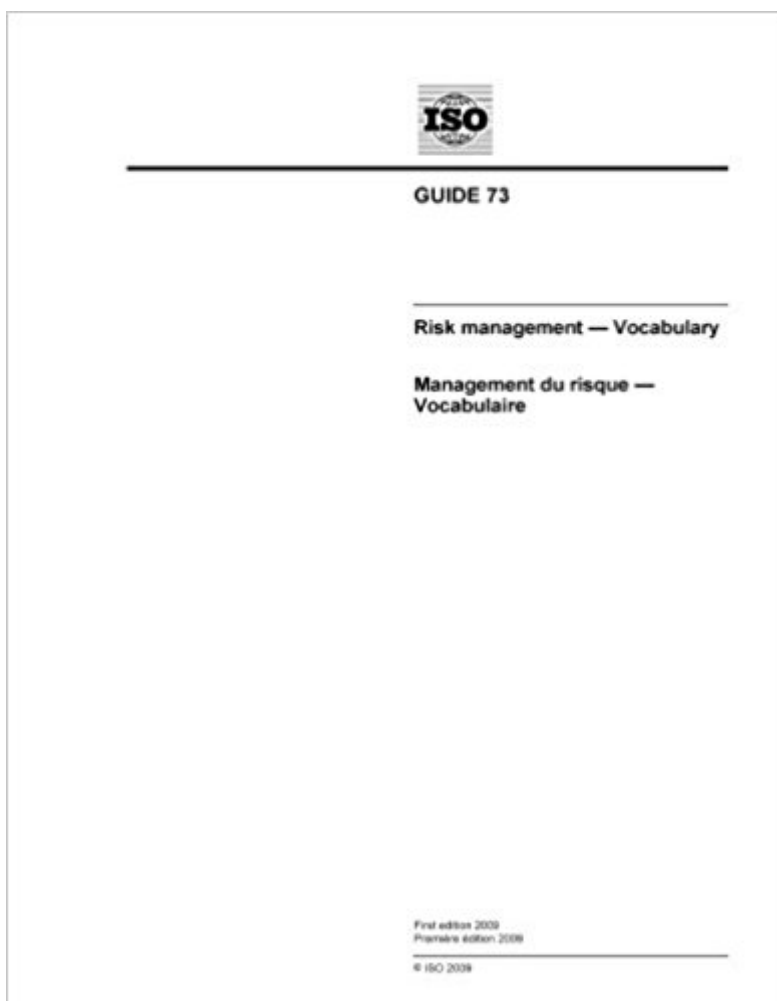 ISO
GUIDE 73
Risk management — Vocabulary
Management du risque —
Vocabulaire
First edition 2009
Première édition 2009
© ISO 2009